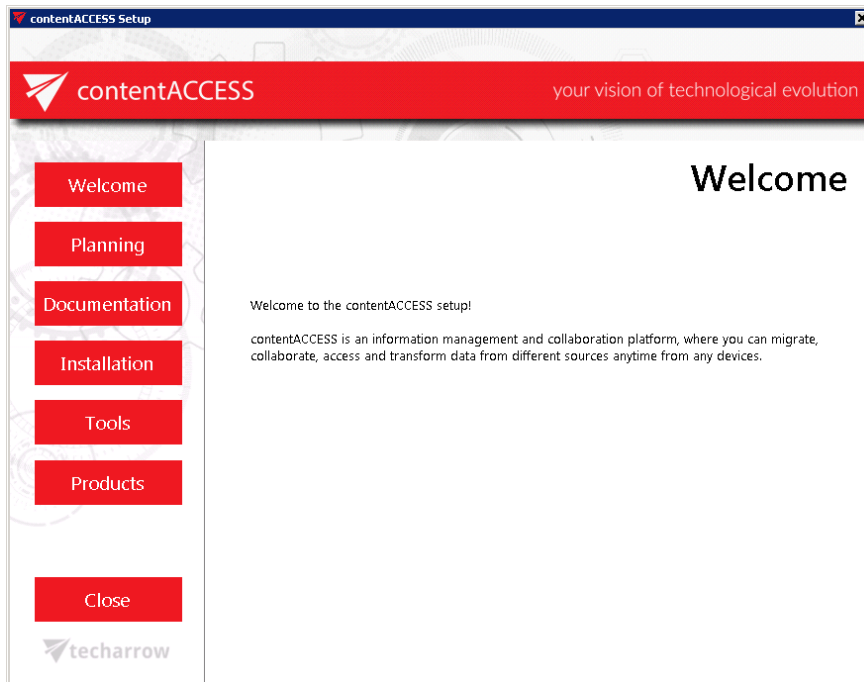 contentACCESS Setup
contentACCESS
your vision of technological evolution
Welcome
Planning
Documentation
Installation
Tools
Products
Close
techarrow
Welcome
Welcome to the contentACCESS setup!
contentACCESS is an information management and collaboration platform, where you can migrate,
collaborate, access and transform data from different sources anytime from any devices.